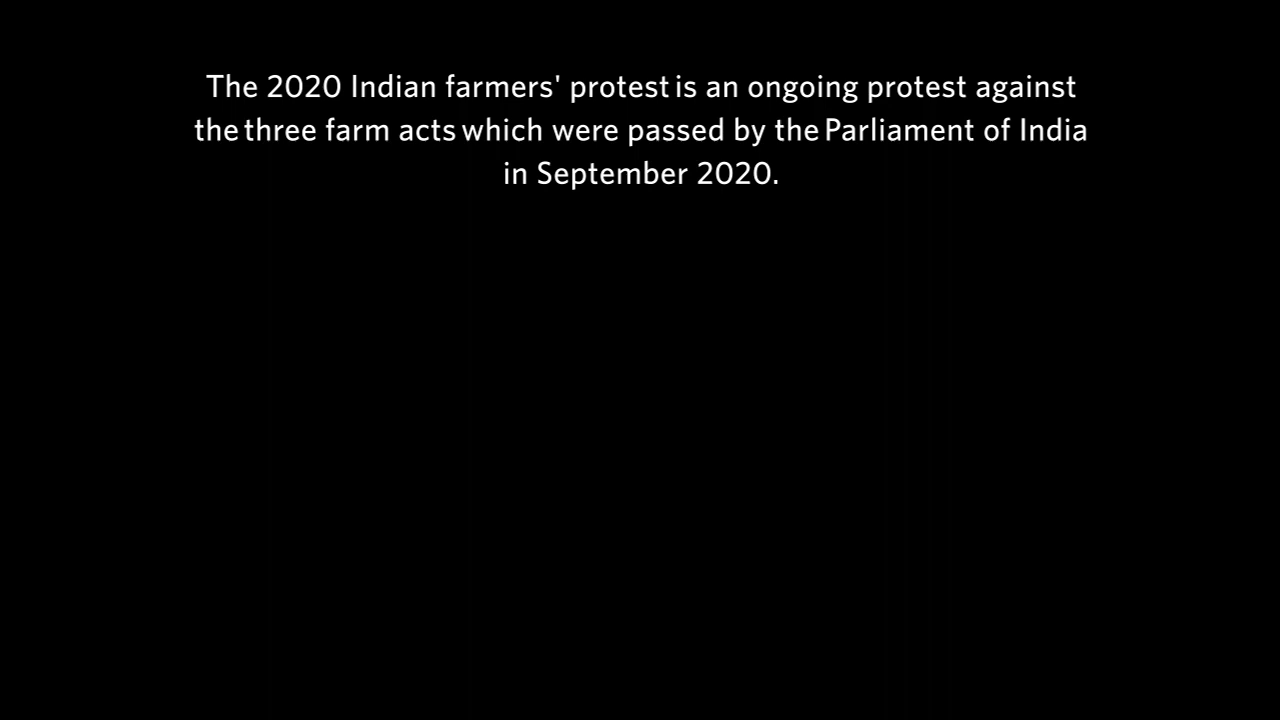 The 2020 Indian farmers' protest is an ongoing protest against
the three farm acts which were passed by the Parliament of India
in September 2020.